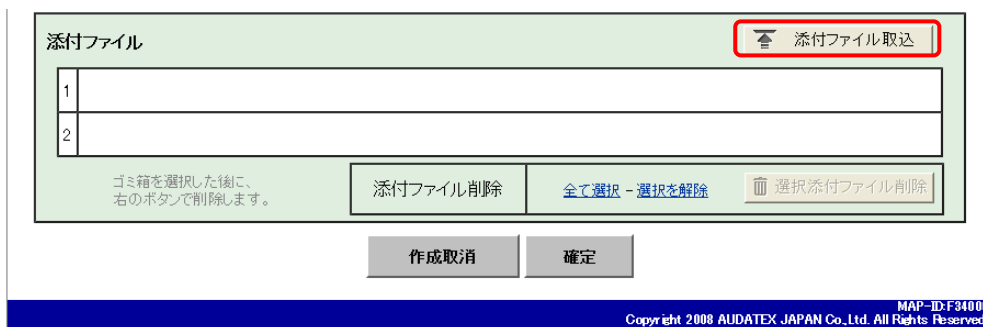 添付ファイル
添付ファイル取込
1
2
ゴミ箱を選択した後に、
右のボタンで削除します。
添付ファイル削除
全て選択 - 選択を解除
選択添付ファイル削除
作成取消
確定
MAP-ID:F3400
Copyright 2008 AUDATEX JAPAN Co,.Ltd. All Rights Reserved